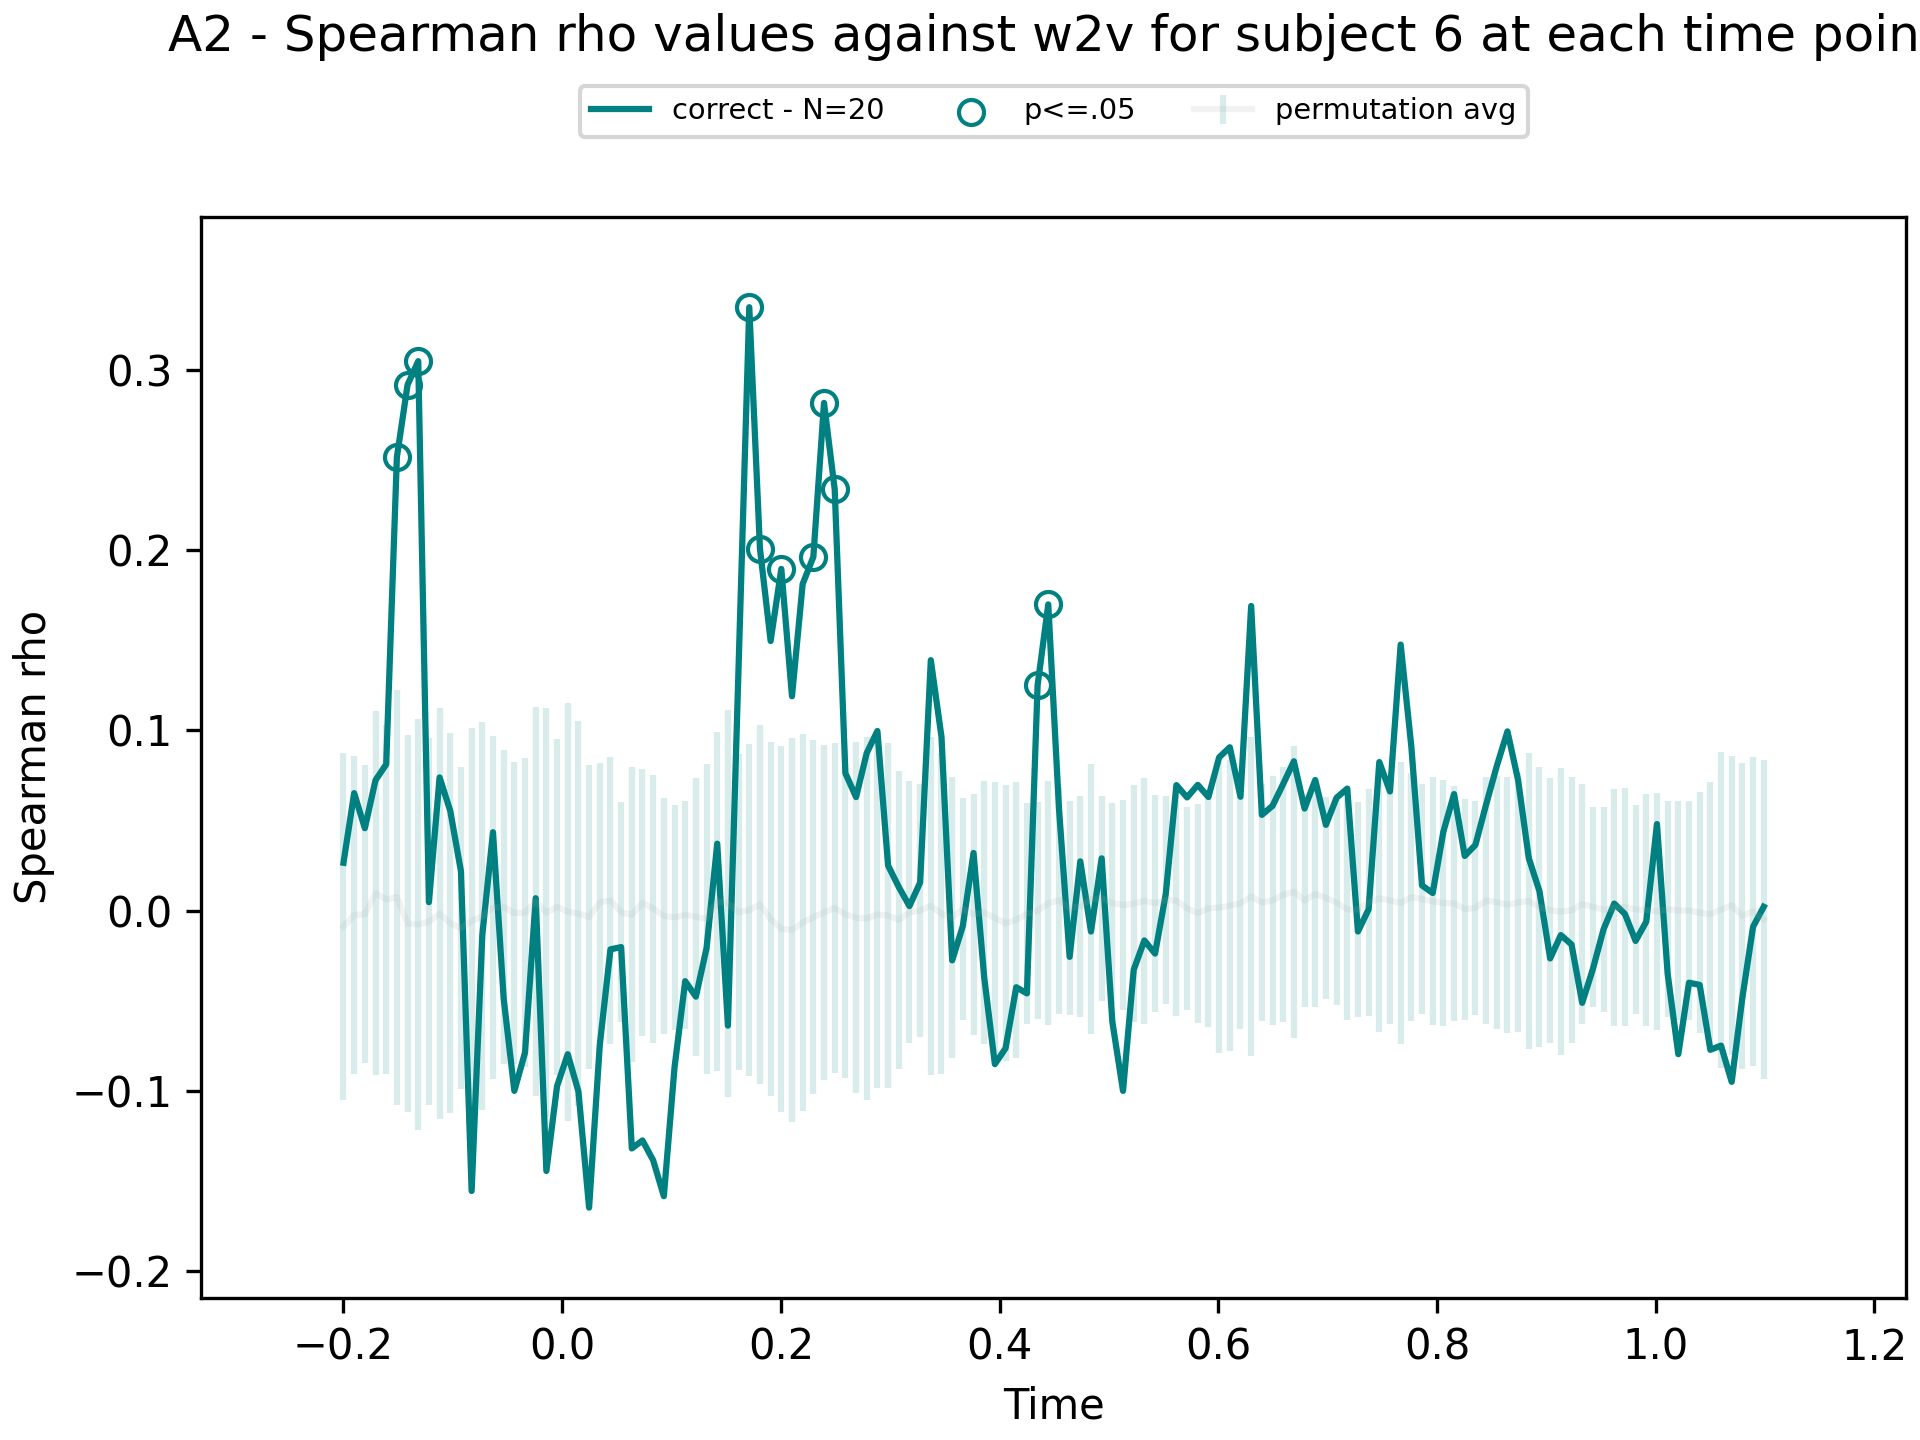 A2 - Spearman rho values against w2v for subject 6 at each time poin
correct - N=20 p<=.05 permutation avg
Spearman rho
0.3
0.2
0.1
0.0
−0.1
−0.2
−0.2 0.0 0.2 0.4 0.6 0.8 1.0 1.2
Time